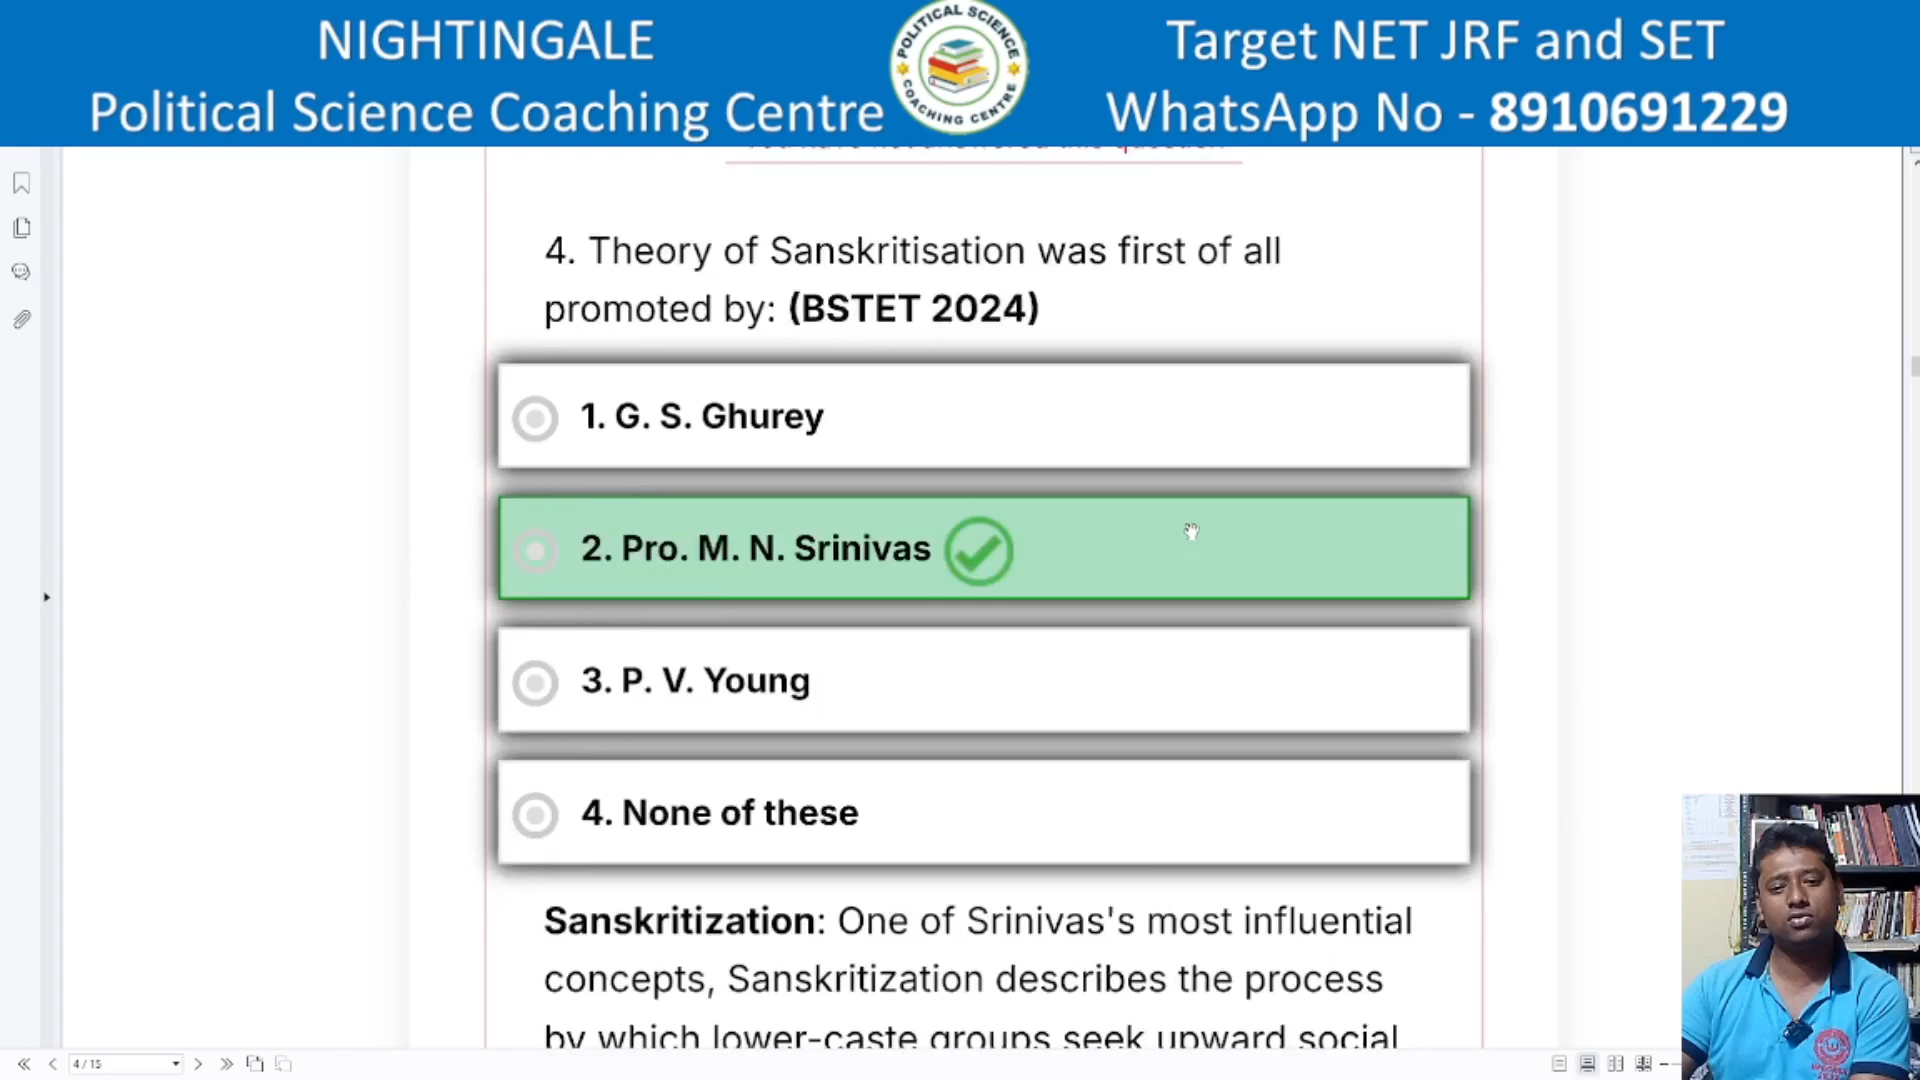 NIGHTINGALE
Political Science Coaching Centre
POLITICAL SCIENCE
COACHING CENTRE
Target NET JRF and SET
WhatsApp No - 8910691229
4. Theory of Sanskritisation was first of all
promoted by: (BSTET 2024)
1. G. S. Ghurey
2. Pro. M. N. Srinivas
3. P. V. Young
4. None of these
Sanskritization: One of Srinivas's most influential
concepts, Sanskritization describes the process
by which lower-caste groups seek upward social
4 / 15